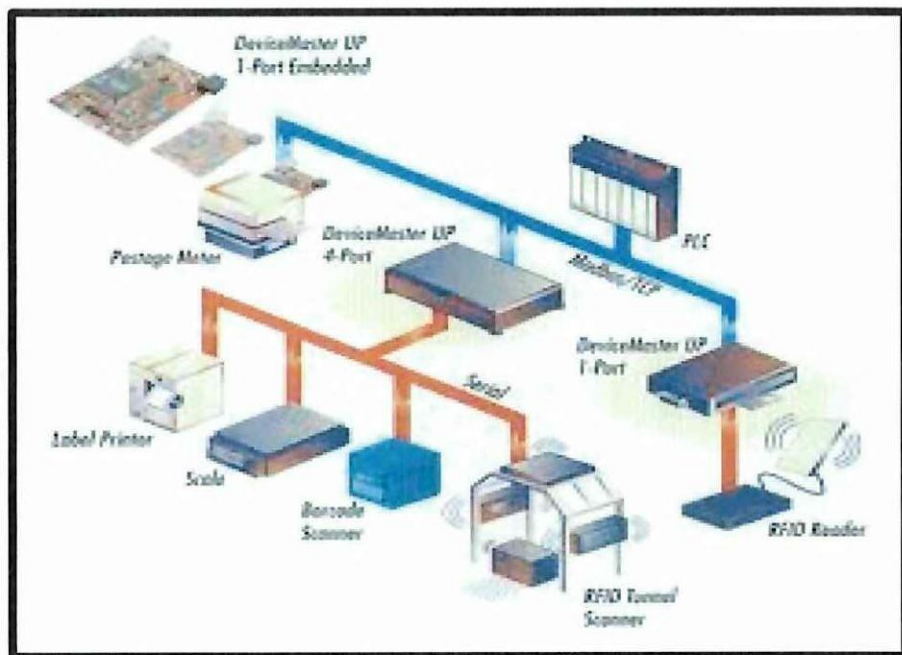 DeviceMaster UP
1-Port Embedded
Postage Meter
DeviceMaster UP
4-Port
PLC
Modbus/TCP
DeviceMaster UP
1-Port
Serial
Label Printer
Scale
Barcode
Scanner
RFID Reader
RFID Tunnel
Scanner